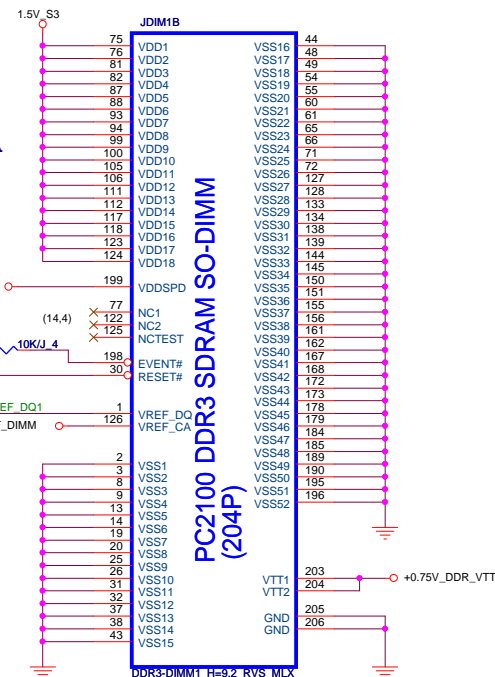 1.5V_S3
JDIM1B
75 VDD1 VSS16 44
76 VDD2 VSS17 48
81 VDD3 VSS18 49
82 VDD4 VSS19 54
87 VDD5 VSS20 55
88 VDD6 VSS21 60
93 VDD7 VSS22 61
94 VDD8 VSS23 65
99 VDD9 VSS24 66
100 VDD10 VSS25 71
105 VDD11 VSS26 72
106 VDD12 VSS27 127
111 VDD13 VSS28 128
112 VDD14 VSS29 133
117 VDD15 VSS30 134
118 VDD16 VSS31 138
123 VDD17 VSS32 139
124 VDD18 VSS33 144
VSS34 145
199 VDDSPD VSS35 150
VSS36 151
77 NC1 VSS37 155
(14,4) 122 NC2 VSS38 156
125 NCTEST VSS39 161
VSS40 162
10K/J_4 198 EVENT# VSS41 167
30 RESET# VSS42 168
VSS43 172
VSS44 173
EF_DQ1 1 VREF_DQ VSS45 178
_DIMM 126 VREF_CA VSS46 179
VSS47 184
VSS48 185
2 VSS1 VSS49 189
3 VSS2 VSS50 190
8 VSS3 VSS51 195
9 VSS4 VSS52 196
13 VSS5
14 VSS6
19 VSS7
20 VSS8
25 VSS9
26 VSS10 VTT1 203 +0.75V_DDR_VTT
31 VSS11 VTT2 204
32 VSS12
37 VSS13 GND 205
38 VSS14 GND 206
43 VSS15
PC2100 DDR3 SDRAM SO-DIMM
(204P)
DDR3-DIMM1_H=9.2_RVS_MLX